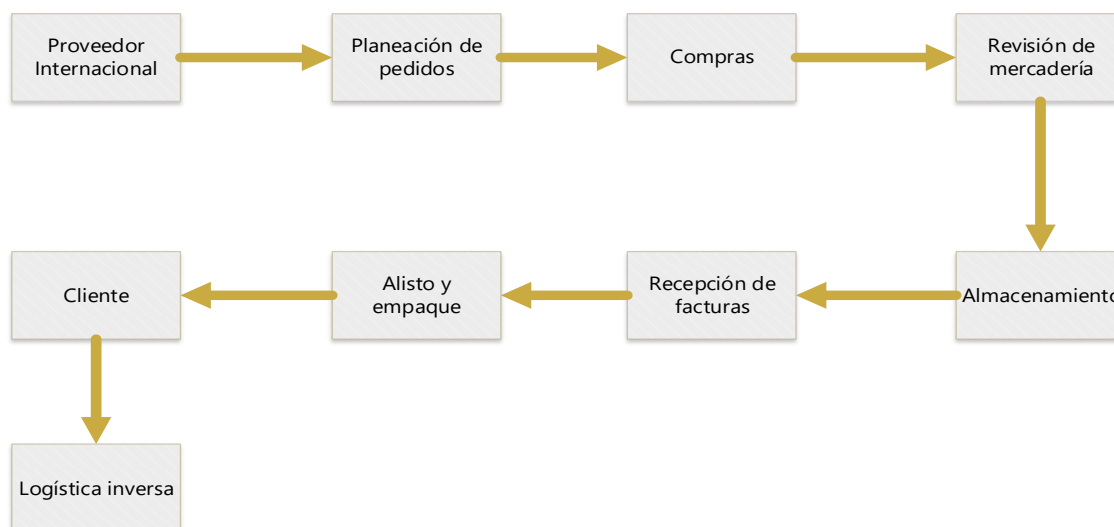 Proveedor
Internacional
Planeación de
pedidos
Compras
Revisión de
mercadería
Almacenamiento
Recepción de
facturas
Alisto y
empaque
Cliente
Logística inversa